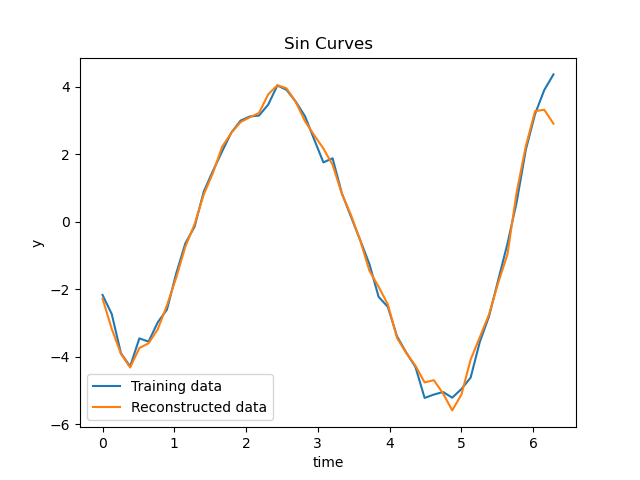 Sin Curves
4
2
0
−2
−4
−6
y
Training data
Reconstructed data
0 1 2 3 4 5 6
time